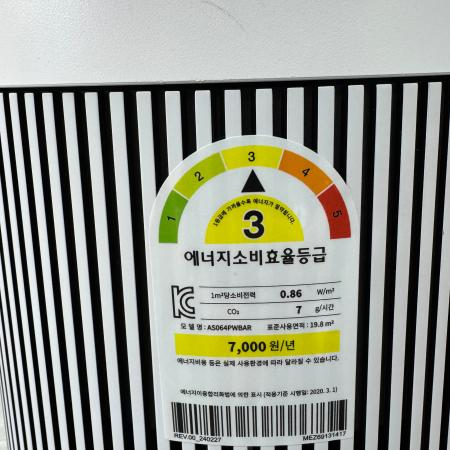 3
2 4
1 5
1등급에 가까울수록 에너지가 절약됩니다.
3
에너지소비효율등급
1m²당소비전력 0.86 W/m²
CO₂ 7 g/시간
모델명 : AS064PWBAR 표준사용면적 : 19.8 m²
7,000 원/년
에너지비용 등은 실제 사용환경에 따라 달라질 수 있습니다.
에너지이용합리화법에 의한 표시 (적용기준 시행일: 2020. 3. 1)
REV.00_240227 MEZ69131417